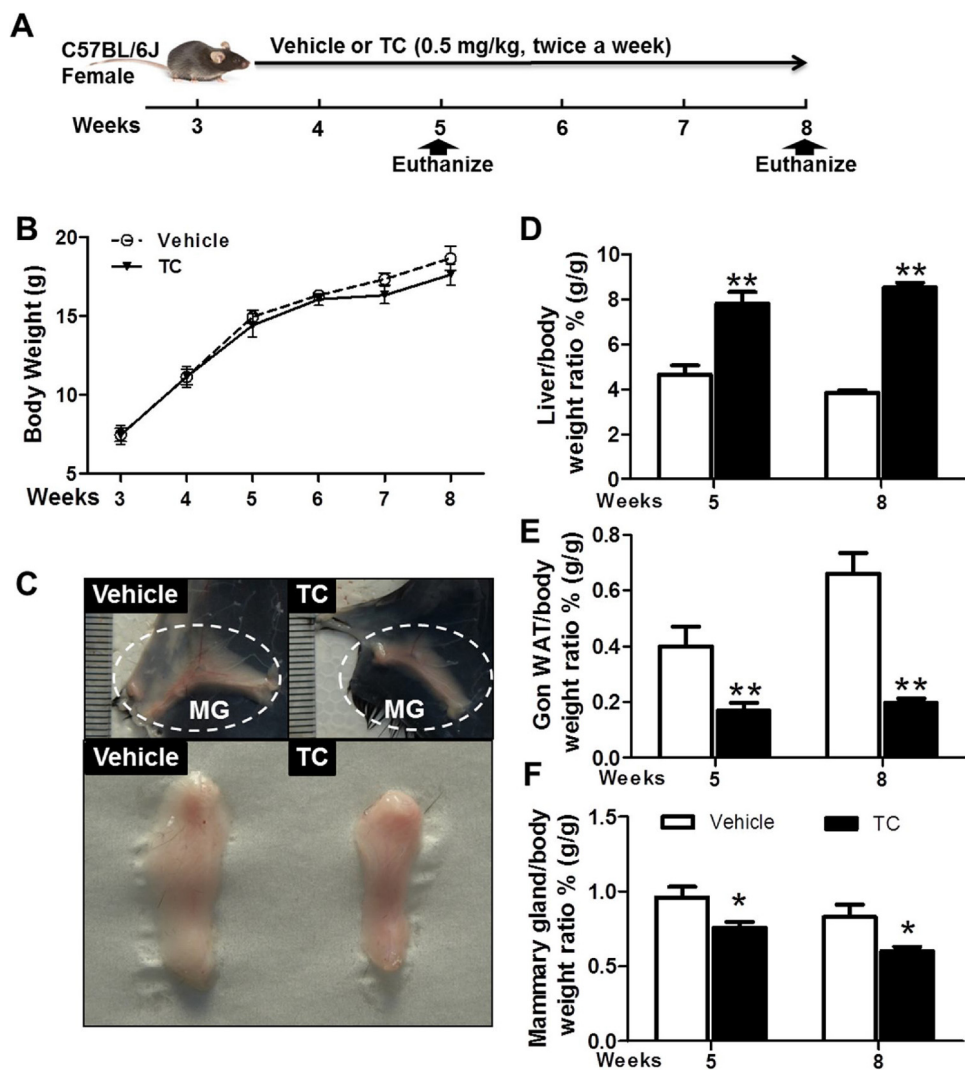 A
C57BL/6J
Female
Vehicle or TC (0.5 mg/kg, twice a week)
Weeks 3 4 5 6 7 8
Euthanize Euthanize
B
Body Weight (g)
20
15
10
5
Vehicle
TC
Weeks 3 4 5 6 7 8
C
Vehicle TC
MG MG
Vehicle TC
D
Liver/body
weight ratio % (g/g)
10
8
6
4
2
0
** **
Weeks 5 8
E
Gon WAT/body
weight ratio % (g/g)
0.8
0.6
0.4
0.2
0.0
** **
Weeks 5 8
F
Mammary gland/body
weight ratio % (g/g)
1.5
1.0
0.5
0.0
Vehicle TC
* *
Weeks 5 8